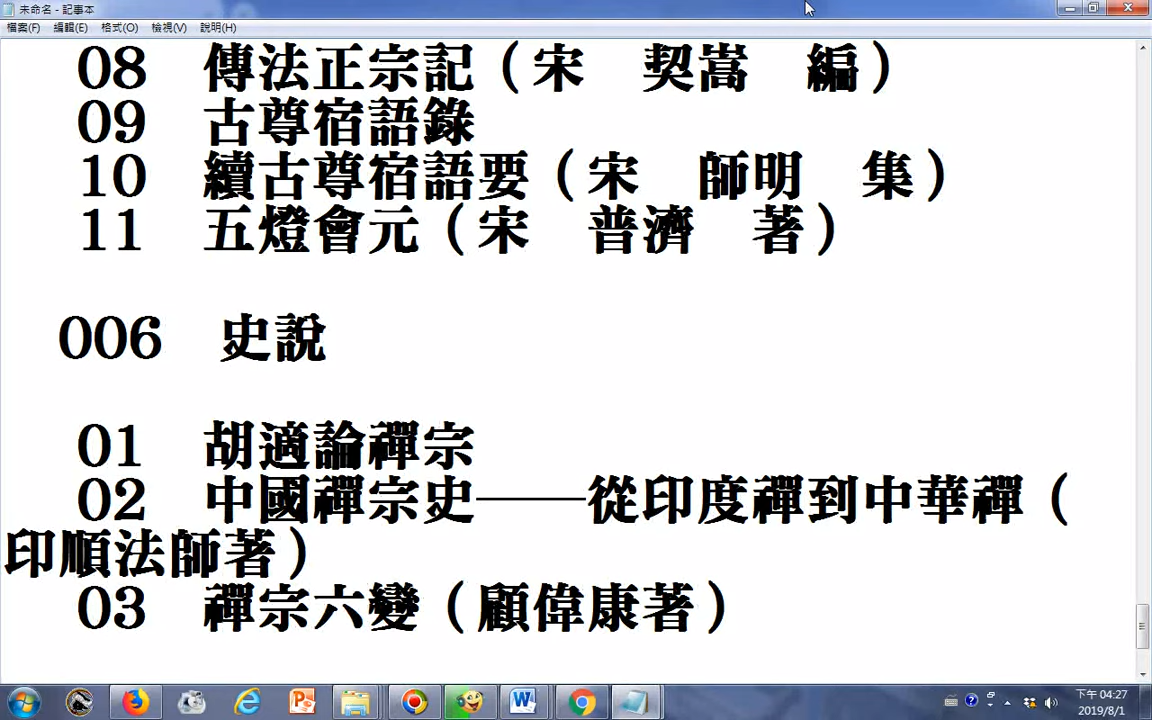 未命名 - 記事本
檔案(F) 編輯(E) 格式(O) 檢視(V) 說明(H)
08 傳法正宗記（宋 契嵩 編）
09 古尊宿語錄
10 續古尊宿語要（宋 師明 集）
11 五燈會元（宋 普濟 著）
006 史說
01 胡適論禪宗
02 中國禪宗史——從印度禪到中華禪（
印順法師著）
03 禪宗六變（顧偉康著）
下午 04:27
2019/8/1